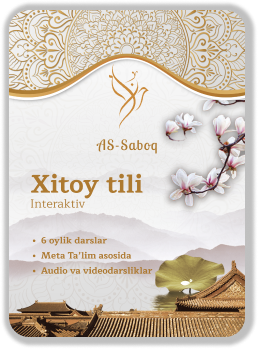 AS-Saboq
Xitoy tili
Interaktiv
• 6 oylik darslar
• Meta Ta'lim asosida
• Audio va videodarsliklar